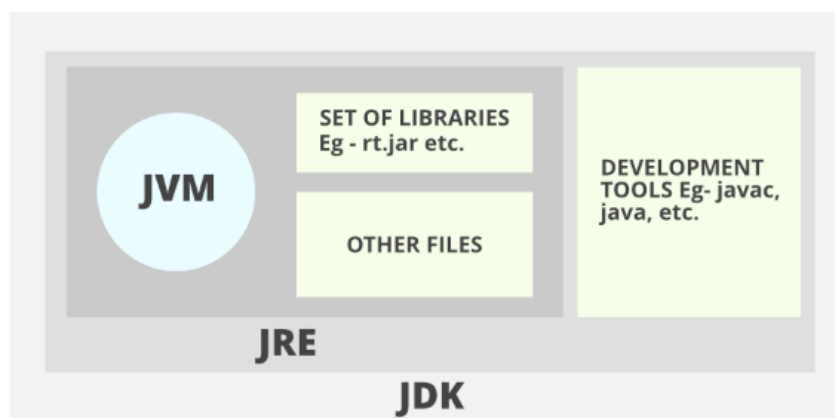 JVM
SET OF LIBRARIES
Eg - rt.jar etc.
OTHER FILES
DEVELOPMENT
TOOLS Eg- javac,
java, etc.
JRE
JDK